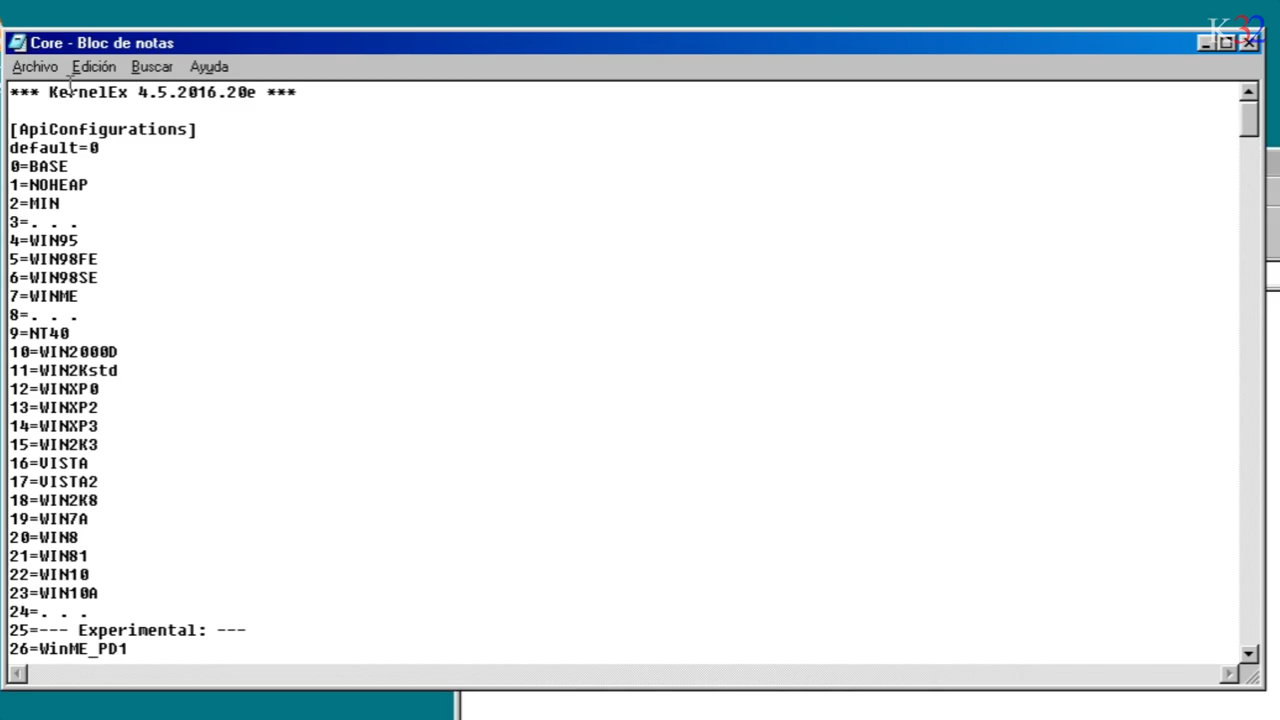 K32
Core - Bloc de notas
Archivo Edición Buscar Ayuda
*** KernelEx 4.5.2016.20e ***
[ApiConfigurations]
default=0
0=BASE
1=NOHEAP
2=MIN
3=. . .
4=WIN95
5=WIN98FE
6=WIN98SE
7=WINME
8=. . .
9=NT40
10=WIN2000D
11=WIN2Kstd
12=WINXP0
13=WINXP2
14=WINXP3
15=WIN2K3
16=VISTA
17=VISTA2
18=WIN2K8
19=WIN7A
20=WIN8
21=WIN81
22=WIN10
23=WIN10A
24=. . .
25=--- Experimental: ---
26=WinME_PD1